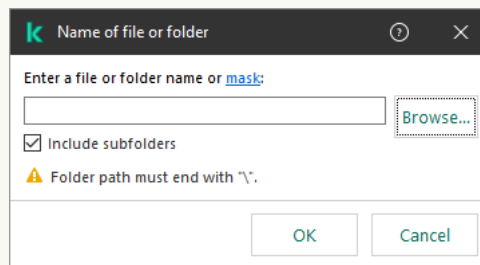 Name of file or folder
Enter a file or folder name or mask:
Browse...
Include subfolders
Folder path must end with "\".
OK Cancel